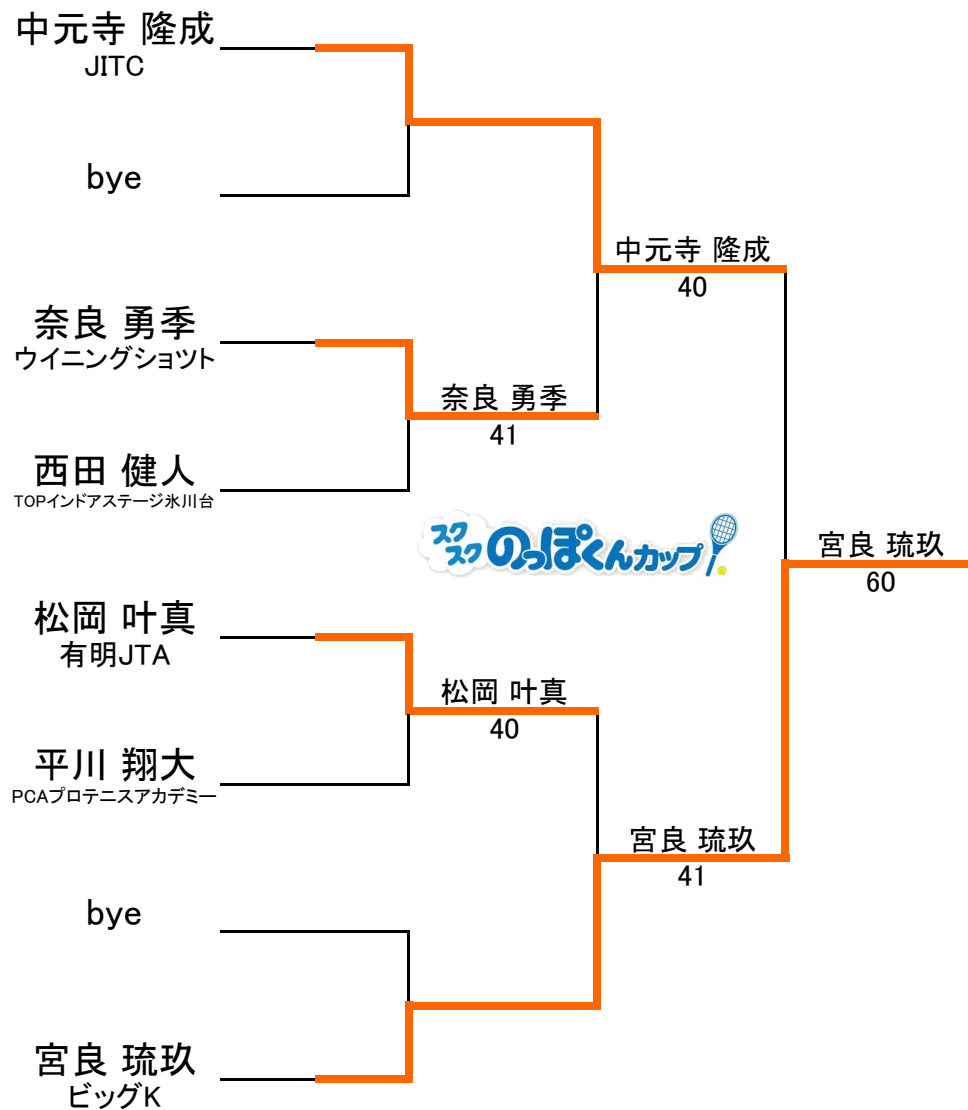 中元寺 隆成
JITC
bye
中元寺 隆成
40
奈良 勇季
ウイニングショツト
奈良 勇季
41
西田 健人
TOPインドアステージ氷川台
スク
スク
のっぽくんカップ
宮良 琉玖
60
松岡 叶真
有明JTA
松岡 叶真
40
平川 翔大
PCAプロテニスアカデミー
宮良 琉玖
41
bye
宮良 琉玖
ビッグK